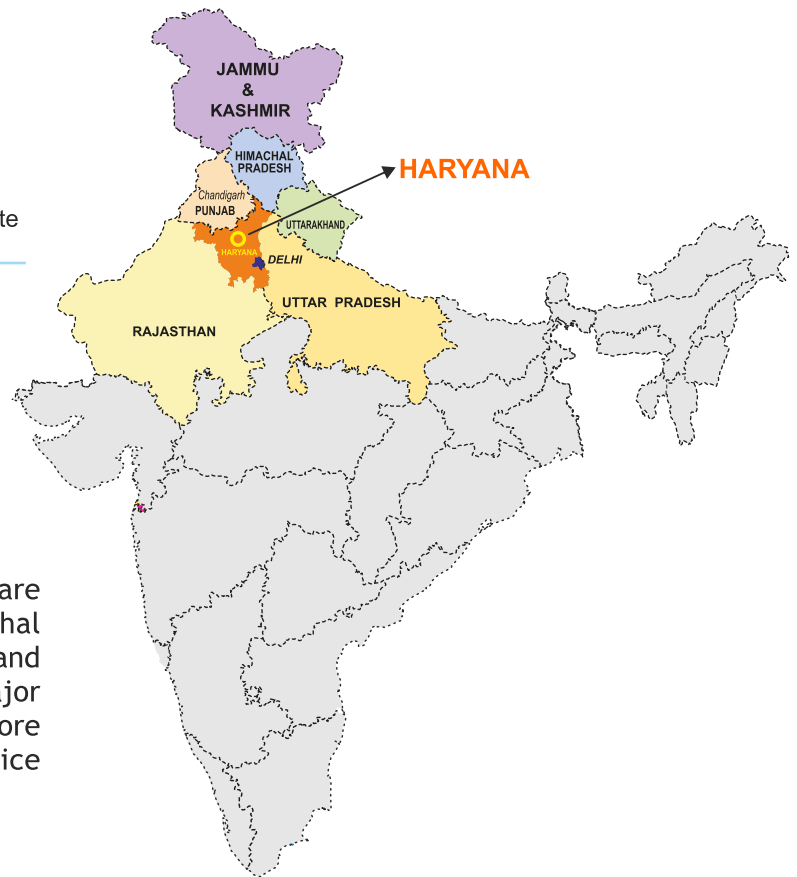 JAMMU
&
KASHMIR
HIMACHAL
PRADESH
HARYANA
Chandigarh
PUNJAB
UTTARAKHAND
te
HARYANA
DELHI
UTTAR PRADESH
RAJASTHAN
are
hal
and
jor
ore
ice